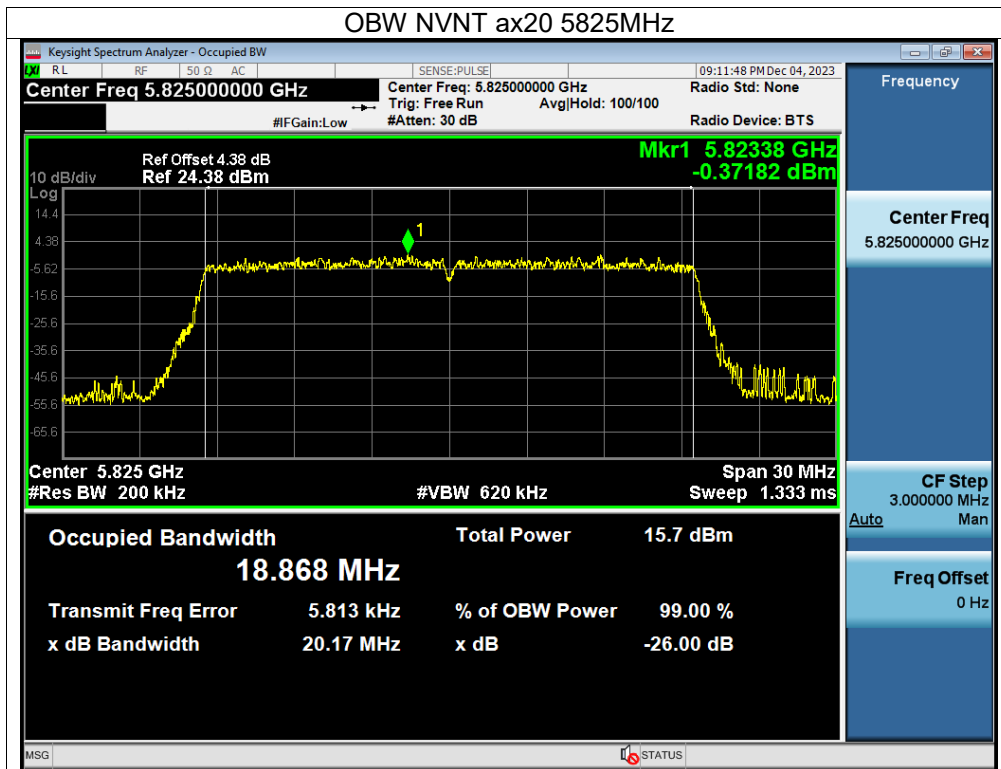 OBW NVNT ax20 5825MHz
Keysight Spectrum Analyzer - Occupied BW
LXI RL RF 50 Ω AC SENSE:PULSE 09:11:48 PM Dec 04, 2023
Center Freq 5.825000000 GHz
Center Freq: 5.825000000 GHz Radio Std: None
Trig: Free Run Avg|Hold: 100/100
#IFGain:Low #Atten: 30 dB Radio Device: BTS
Frequency
Ref Offset 4.38 dB Mkr1 5.82338 GHz
10 dB/div Ref 24.38 dBm -0.37182 dBm
Log
14.4
4.38
-5.62
-15.6
-25.6
-35.6
-45.6
-55.6
-65.6
1
Center 5.825 GHz Span 30 MHz
#Res BW 200 kHz #VBW 620 kHz Sweep 1.333 ms
Occupied Bandwidth Total Power 15.7 dBm
18.868 MHz
Transmit Freq Error 5.813 kHz % of OBW Power 99.00 %
x dB Bandwidth 20.17 MHz x dB -26.00 dB
Center Freq
5.825000000 GHz
CF Step
3.000000 MHz
Auto Man
Freq Offset
0 Hz
MSG STATUS